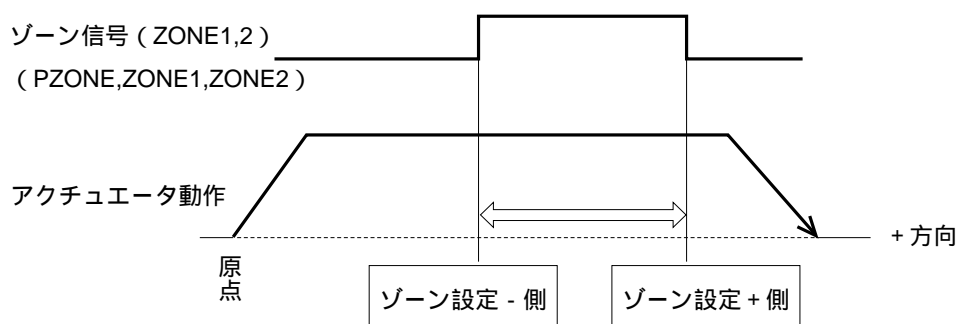 ゾーン信号(ZONE1,2)
(PZONE,ZONE1,ZONE2)
アクチュエータ動作
+方向
原点
ゾーン設定-側
ゾーン設定+側